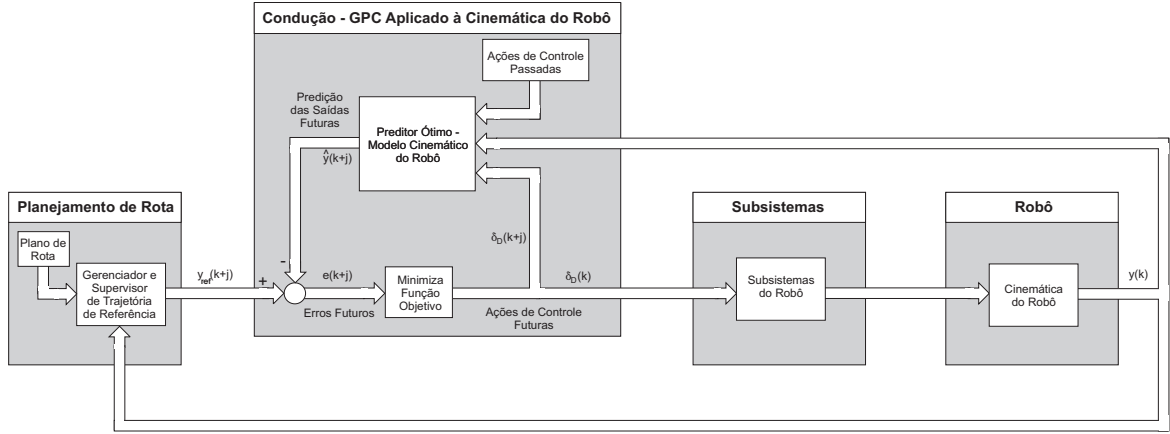 Condução - GPC Aplicado à Cinemática do Robô
Ações de Controle
Passadas
Predição
das Saídas
Futuras
Preditor Ótimo -
Modelo Cinemático
do Robô
ŷ(k+j)
Planejamento de Rota
Plano de
Rota
Gerenciador e
Supervisor
de Trajetória
de Referência
y_ref(k+j)
+
-
e(k+j)
Erros Futuros
Minimiza
Função
Objetivo
δ_D(k+j)
δ_D(k)
Ações de Controle
Futuras
Subsistemas
Subsistemas
do Robô
Robô
Cinemática
do Robô
y(k)